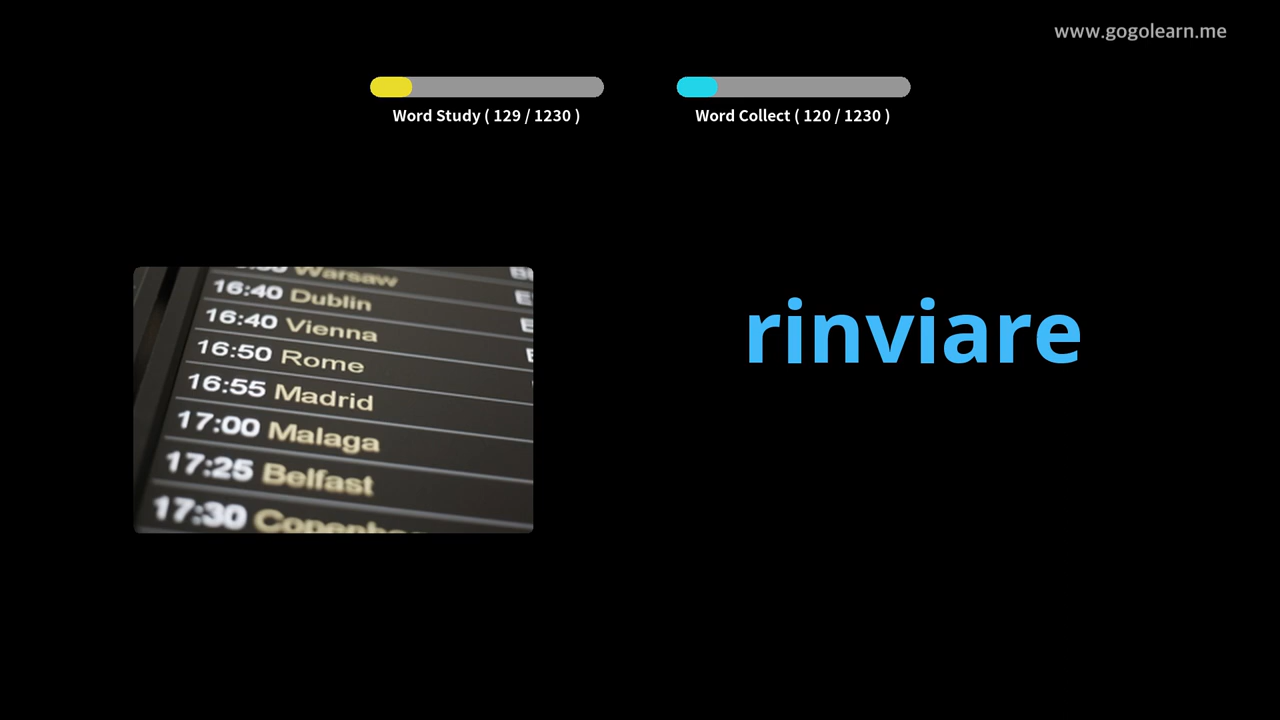 www.gogolearn.me
Word Study ( 129 / 1230 )
Word Collect ( 120 / 1230 )
Warsaw
16:40 Dublin
16:40 Vienna
16:50 Rome
16:55 Madrid
17:00 Malaga
17:25 Belfast
17:30
rinviare